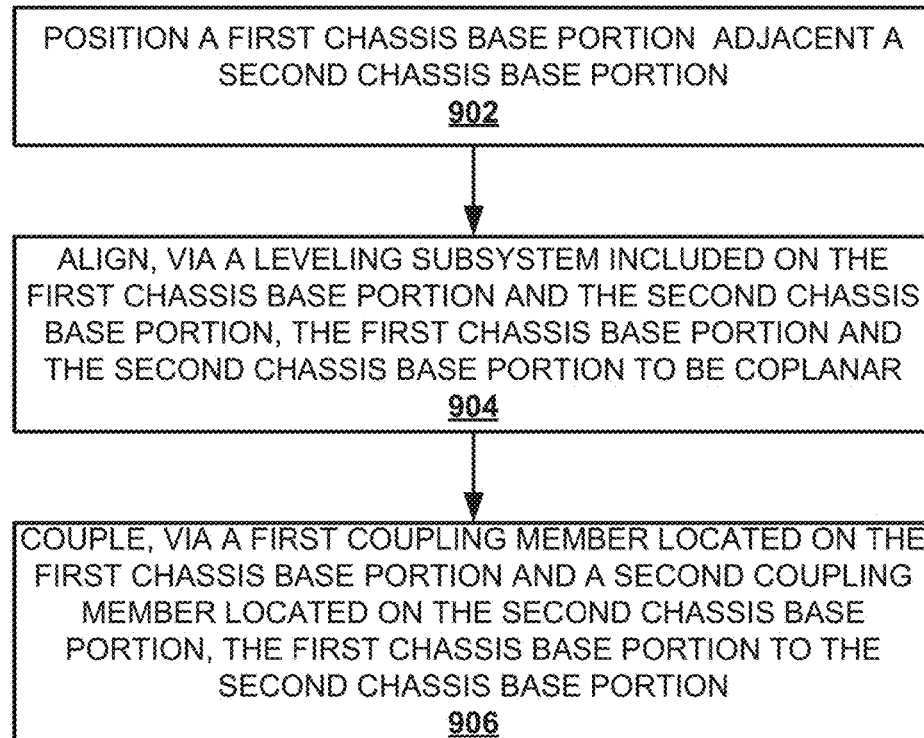 POSITION A FIRST CHASSIS BASE PORTION ADJACENT A
SECOND CHASSIS BASE PORTION
902
ALIGN, VIA A LEVELING SUBSYSTEM INCLUDED ON THE
FIRST CHASSIS BASE PORTION AND THE SECOND CHASSIS
BASE PORTION, THE FIRST CHASSIS BASE PORTION AND
THE SECOND CHASSIS BASE PORTION TO BE COPLANAR
904
COUPLE, VIA A FIRST COUPLING MEMBER LOCATED ON THE
FIRST CHASSIS BASE PORTION AND A SECOND COUPLING
MEMBER LOCATED ON THE SECOND CHASSIS BASE
PORTION, THE FIRST CHASSIS BASE PORTION TO THE
SECOND CHASSIS BASE PORTION
906